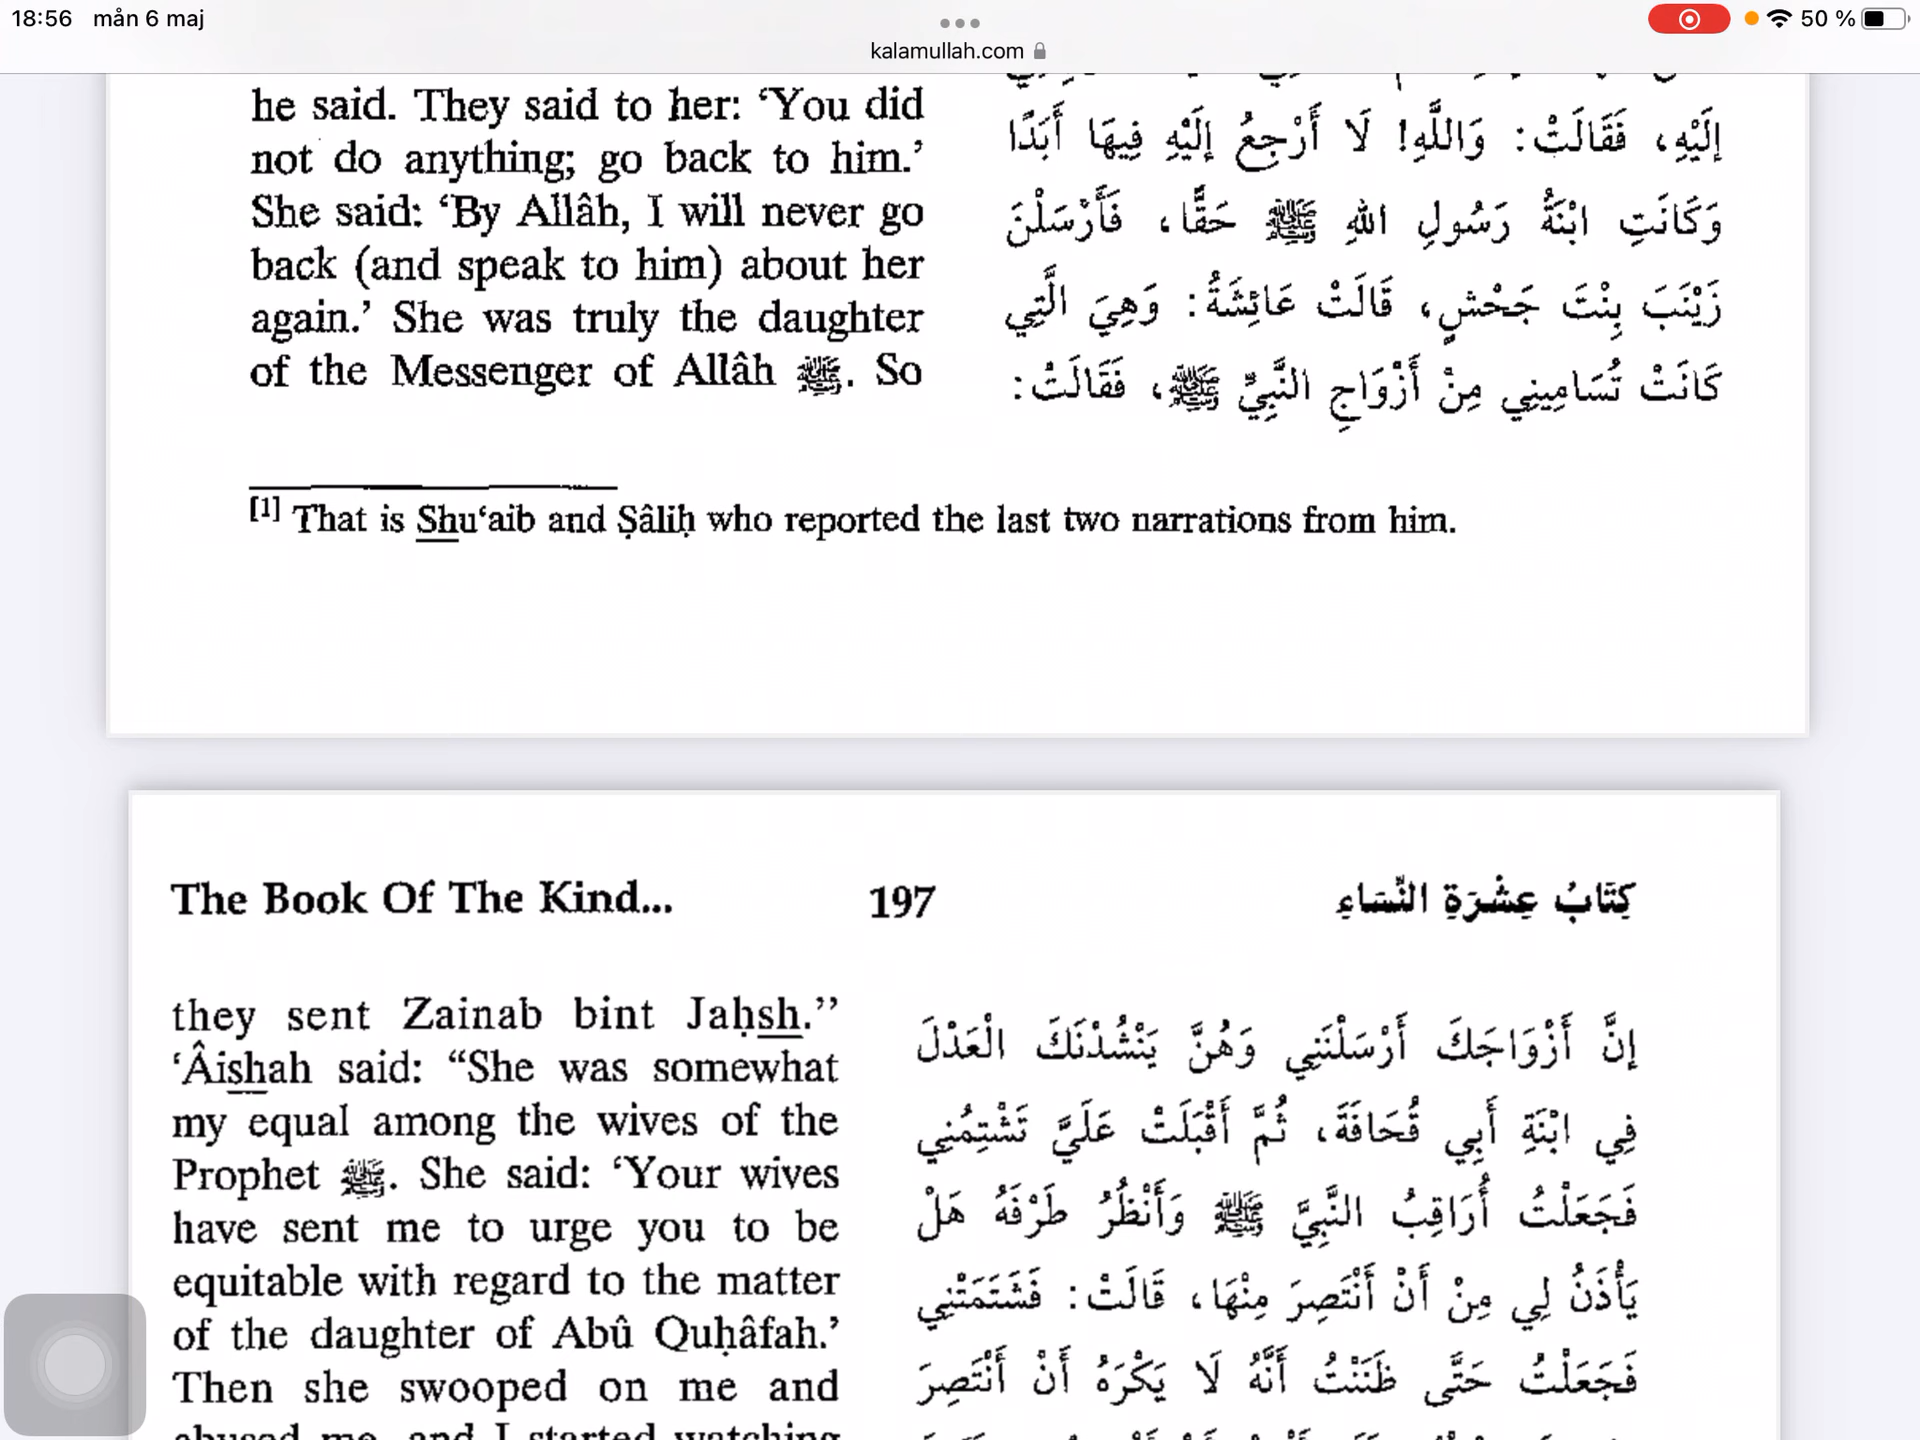 18:56 mån 6 maj
50 %
kalamullah.com
he said. They said to her: ‘You did
not do anything; go back to him.’
She said: ‘By Allâh, I will never go
back (and speak to him) about her
again.’ She was truly the daughter
of the Messenger of Allâh ﷺ. So
إِلَيْهِ، فَقَالَتْ: وَاللَّهِ! لَا أَرْجِعُ إِلَيْهِ فِيهَا أَبَدًا
وَكَانَتِ ابْنَةُ رَسُولِ اللهِ ﷺ حَقًّا، فَأَرْسَلْنَ
زَيْنَبَ بِنْتَ جَحْشٍ، قَالَتْ عَائِشَةُ: وَهِيَ الَّتِي
كَانَتْ تُسَامِينِي مِنْ أَزْوَاجِ النَّبِيِّ ﷺ، فَقَالَتْ:
[1] That is Shu‘aib and Ṣâliḥ who reported the last two narrations from him.
The Book Of The Kind... 197 كِتَابُ عِشْرَةِ النِّسَاءِ
they sent Zainab bint Jaḥsh.”
‘Âishah said: “She was somewhat
my equal among the wives of the
Prophet ﷺ. She said: ‘Your wives
have sent me to urge you to be
equitable with regard to the matter
of the daughter of Abû Quḥâfah.’
Then she swooped on me and
abused me, and I started watching
إِنَّ أَزْوَاجَكَ أَرْسَلْنَنِي وَهُنَّ يَنْشُدْنَكَ الْعَدْلَ
فِي ابْنَةِ أَبِي قُحَافَةَ، ثُمَّ أَقْبَلَتْ عَلَيَّ تَشْتِمُنِي
فَجَعَلْتُ أُرَاقِبُ النَّبِيَّ ﷺ وَأَنْظُرُ طَرْفَهُ هَلْ
يَأْذَنُ لِي مِنْ أَنْ أَنْتَصِرَ مِنْهَا، قَالَتْ: فَشَتَمَتْنِي
فَجَعَلْتُ حَتَّى ظَنَنْتُ أَنَّهُ لَا يَكْرَهُ أَنْ أَنْتَصِرَ